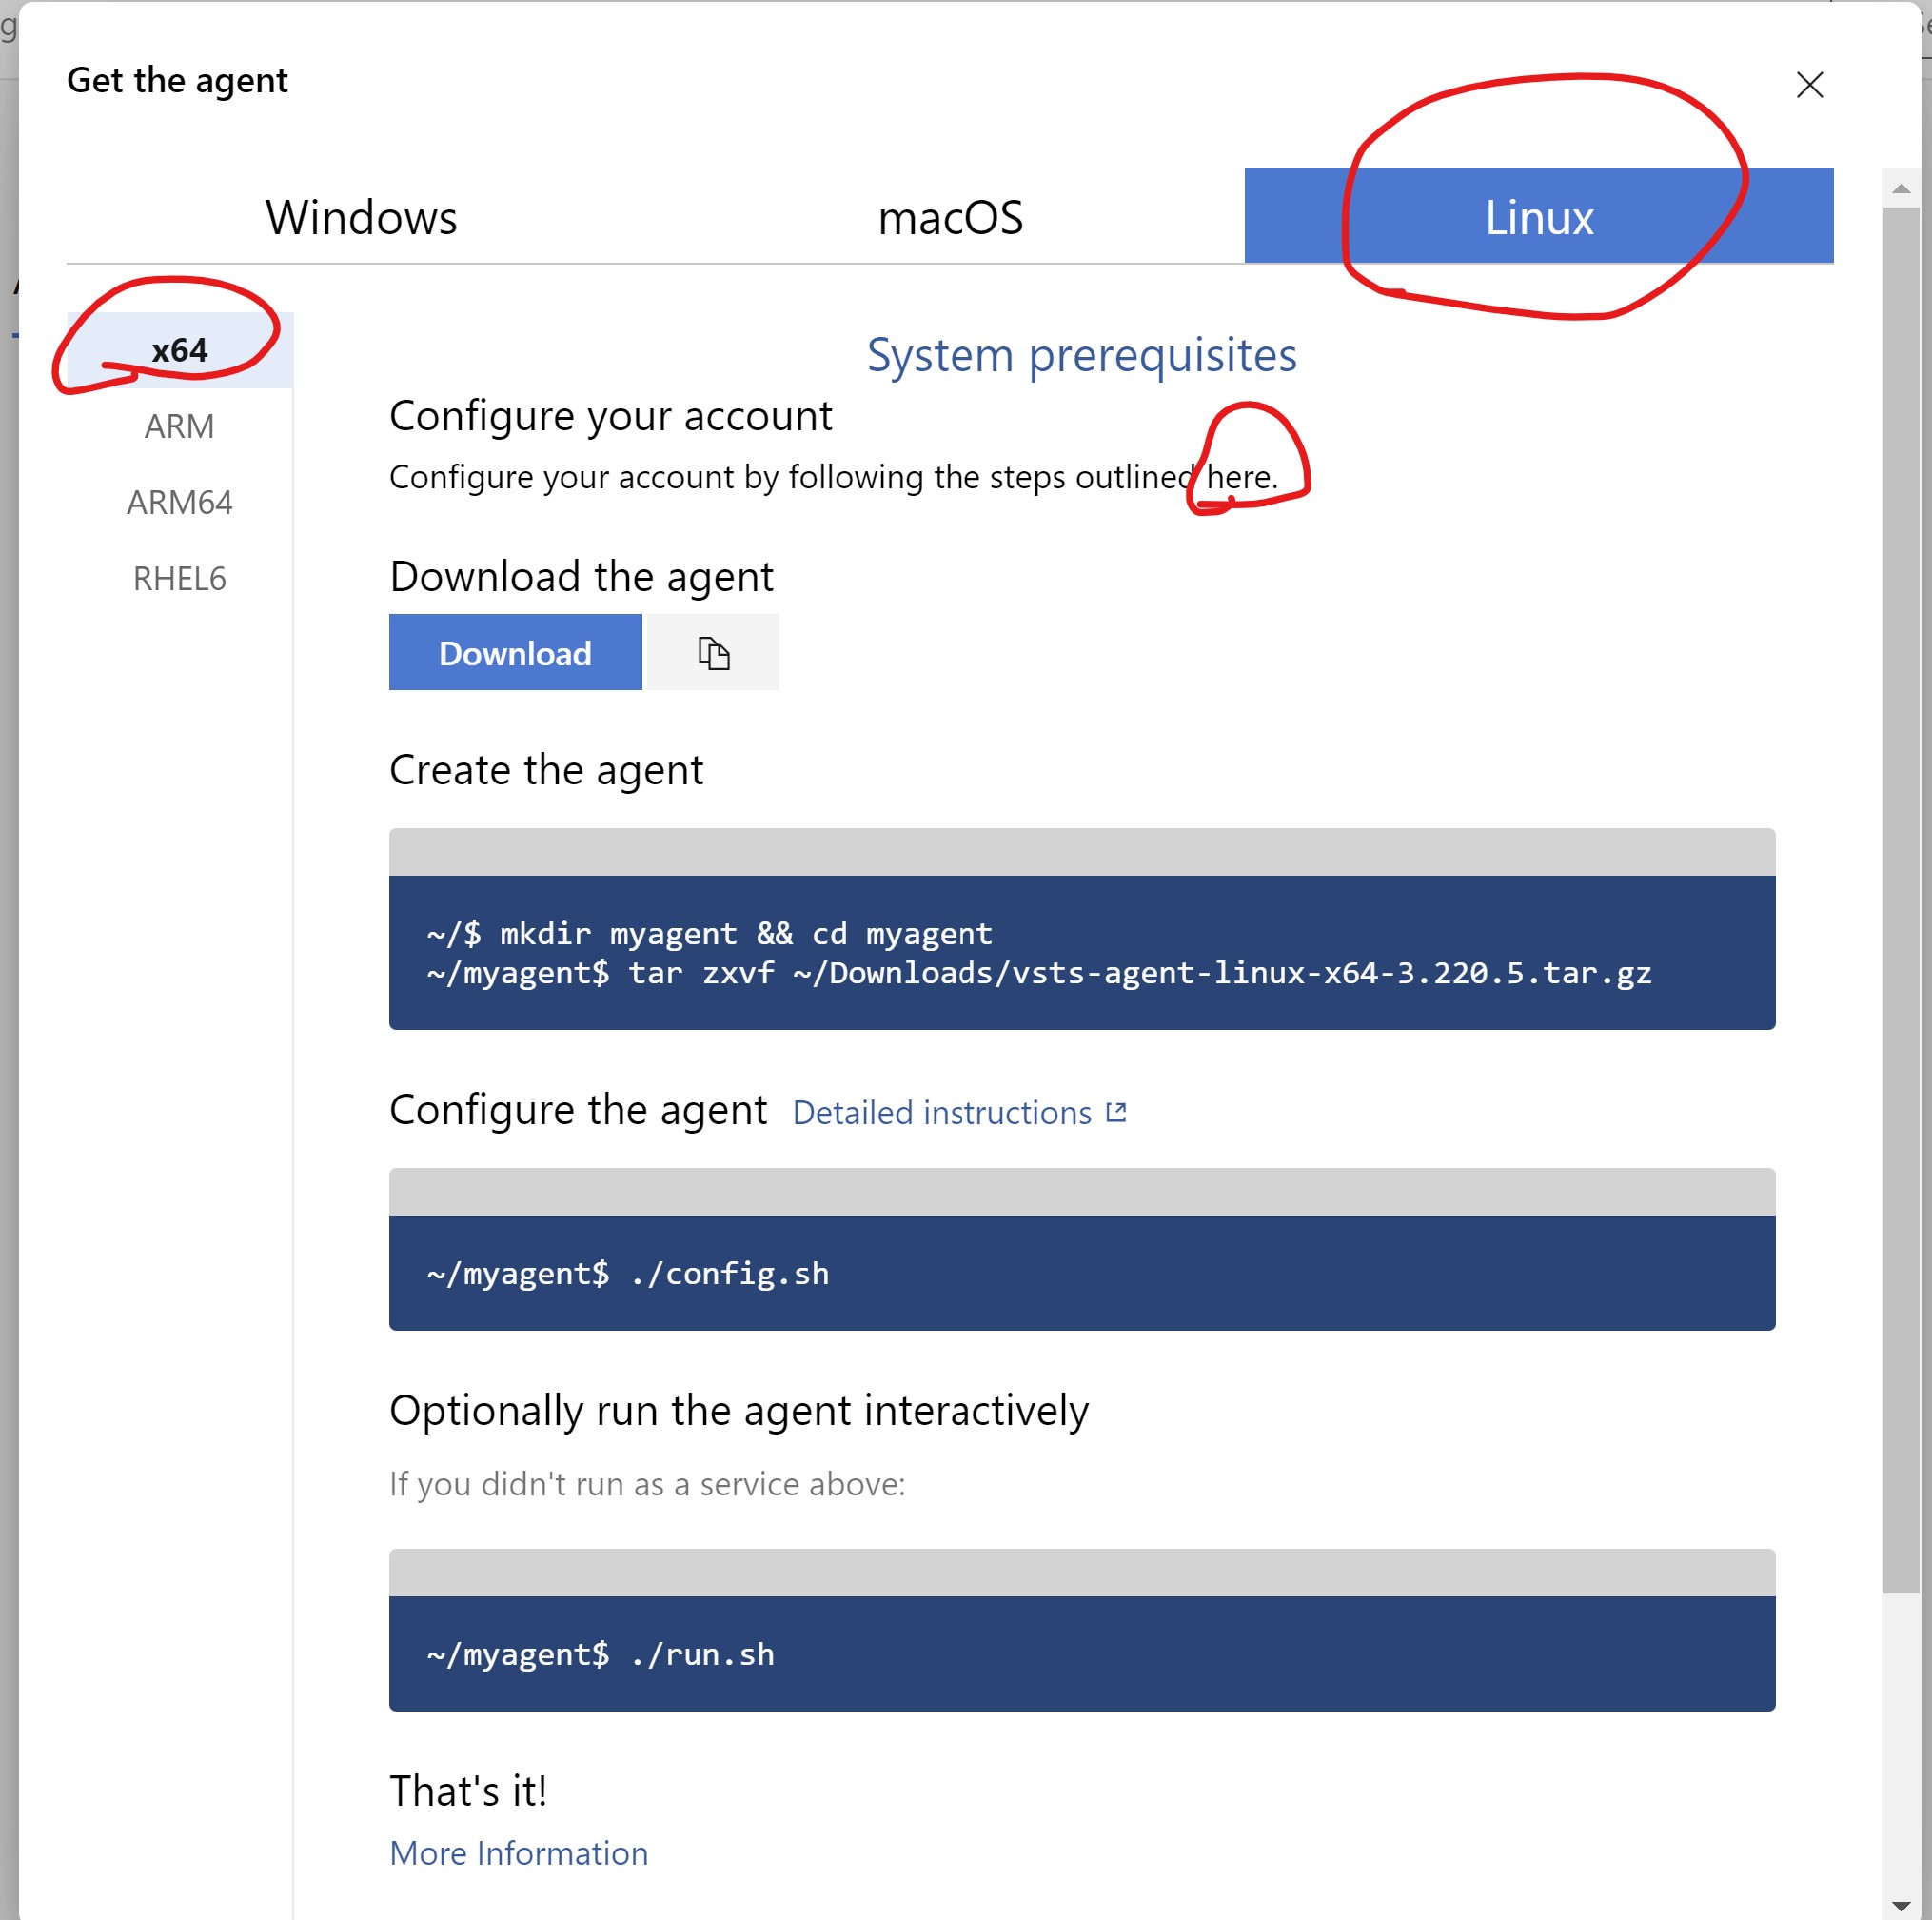 Get the agent
Windows
macOS
Linux
x64
ARM
ARM64
RHEL6
System prerequisites
Configure your account
Configure your account by following the steps outlined here.
Download the agent
Download
Create the agent
~/$ mkdir myagent && cd myagent
~/myagent$ tar zxvf ~/Downloads/vsts-agent-linux-x64-3.220.5.tar.gz
Configure the agent Detailed instructions
~/myagent$ ./config.sh
Optionally run the agent interactively
If you didn't run as a service above:
~/myagent$ ./run.sh
That's it!
More Information